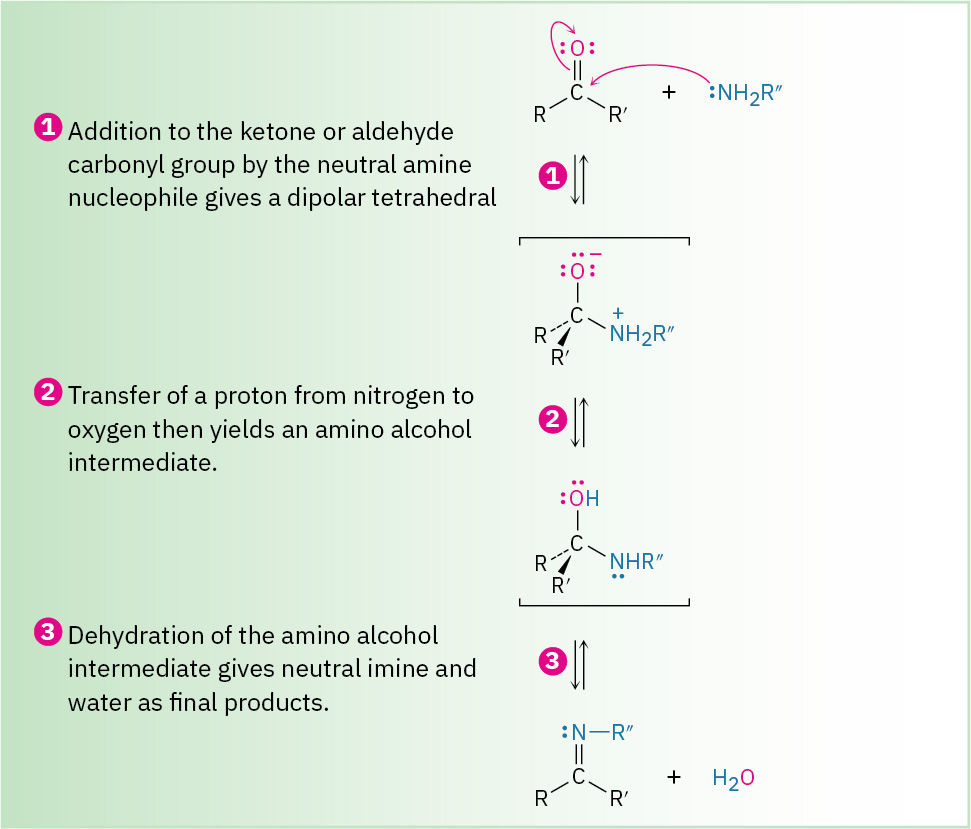 :O:
C
R R′
+ :NH₂R″
1 Addition to the ketone or aldehyde
carbonyl group by the neutral amine
nucleophile gives a dipolar tetrahedral
1
:Ö:⁻
C
R
R′
+
NH₂R″
2 Transfer of a proton from nitrogen to
oxygen then yields an amino alcohol
intermediate.
2
:ÖH
C
R
R′
NHR″
3 Dehydration of the amino alcohol
intermediate gives neutral imine and
water as final products.
3
:N—R″
C
R R′
+ H₂O